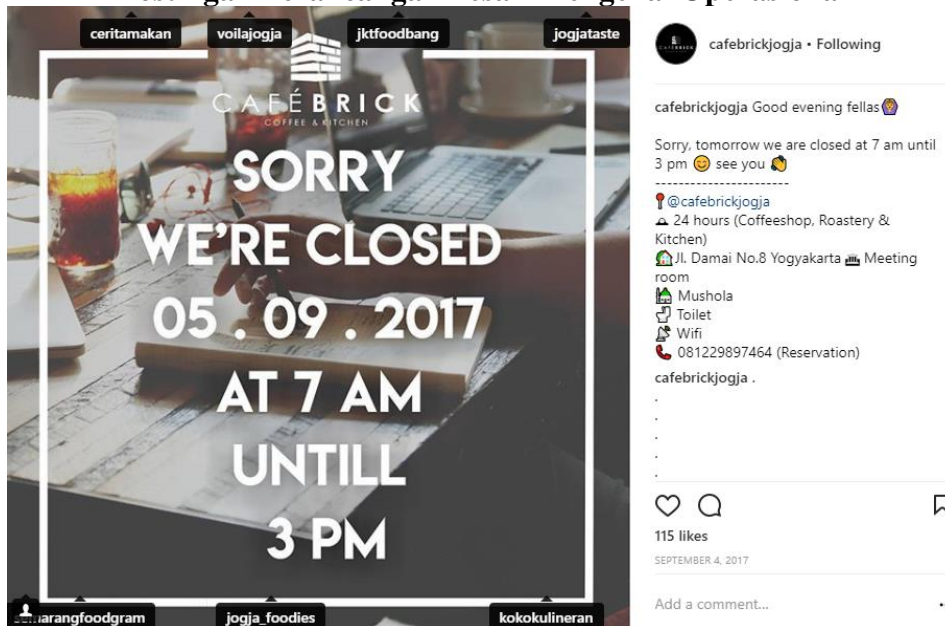 ceritamakan
voilajogja
jktfoodbang
jogjataste
CAFÉBRICK
COFFEE & KITCHEN
SORRY
WE'RE CLOSED
05 . 09 . 2017
AT 7 AM
UNTILL
3 PM
jogja_foodies
kokokulineran
cafebrickjogja • Following
cafebrickjogja Good evening fellas🙆
Sorry, tomorrow we are closed at 7 am until
3 pm 😊 see you 👏
----------------------
📍@cafebrickjogja
🕰 24 hours (Coffeeshop, Roastery &
Kitchen)
🏡Jl. Damai No.8 Yogyakarta 📠 Meeting
room
🕌 Mushola
🚽 Toilet
📡 Wifi
📞 081229897464 (Reservation)
cafebrickjogja .
.
.
.
.
.
115 likes
SEPTEMBER 4, 2017
Add a comment...